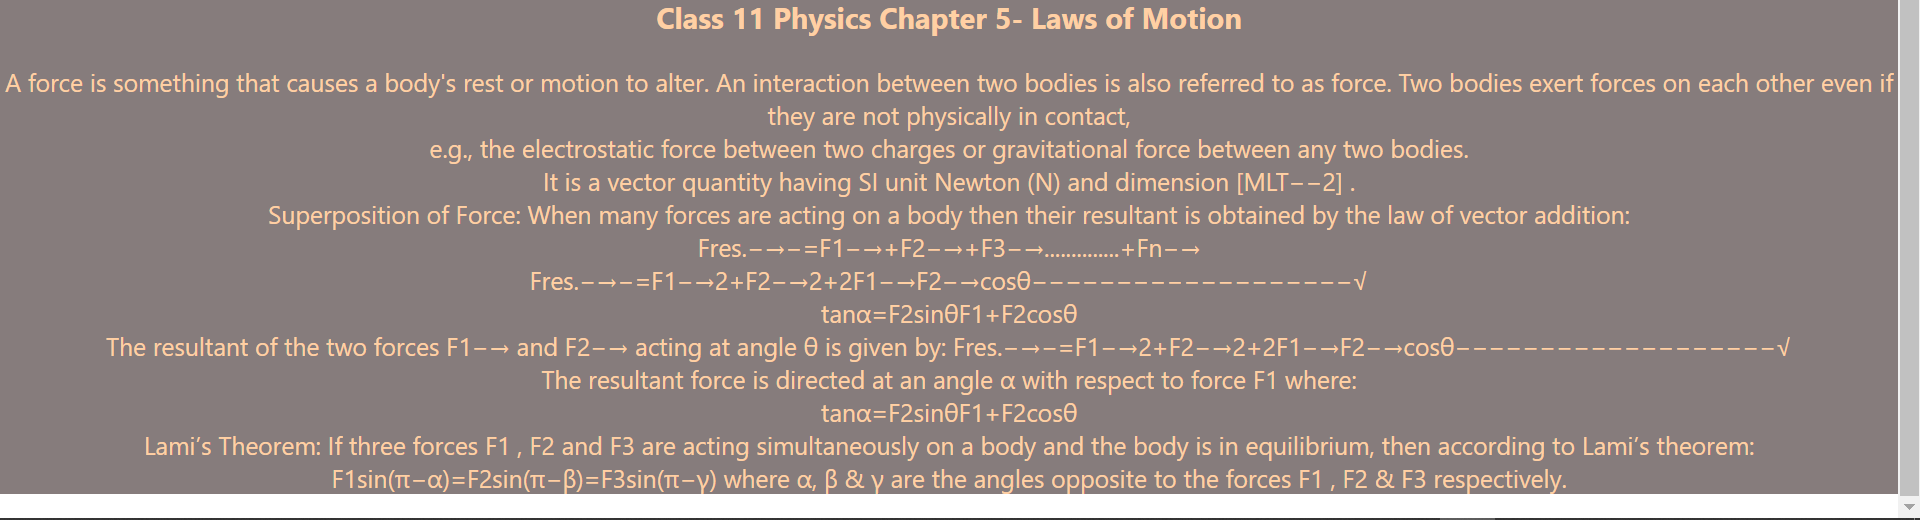 Class 11 Physics Chapter 5- Laws of Motion
A force is something that causes a body's rest or motion to alter. An interaction between two bodies is also referred to as force. Two bodies exert forces on each other even if
they are not physically in contact,
e.g., the electrostatic force between two charges or gravitational force between any two bodies.
It is a vector quantity having SI unit Newton (N) and dimension [MLT−−2] .
Superposition of Force: When many forces are acting on a body then their resultant is obtained by the law of vector addition:
Fres.−→−=F1−→+F2−→+F3−→..............+Fn−→
Fres.−→−=F1−→2+F2−→2+2F1−→F2−→cosθ−−−−−−−−−−−−−−−−−−−√
tanα=F2sinθF1+F2cosθ
The resultant of the two forces F1−→ and F2−→ acting at angle θ is given by: Fres.−→−=F1−→2+F2−→2+2F1−→F2−→cosθ−−−−−−−−−−−−−−−−−−−√
The resultant force is directed at an angle α with respect to force F1 where:
tanα=F2sinθF1+F2cosθ
Lami’s Theorem: If three forces F1 , F2 and F3 are acting simultaneously on a body and the body is in equilibrium, then according to Lami’s theorem:
F1sin(π−α)=F2sin(π−β)=F3sin(π−γ) where α, β & γ are the angles opposite to the forces F1 , F2 & F3 respectively.